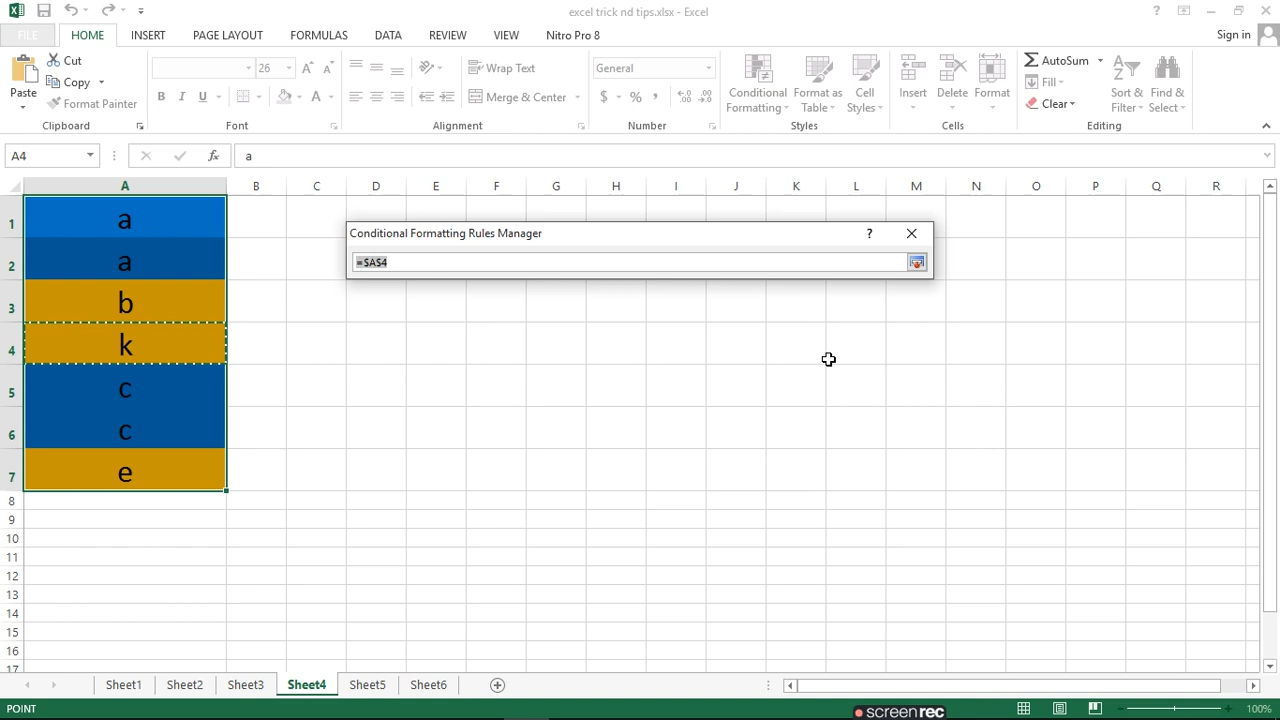 excel trick nd tips.xlsx - Excel
?
FILE
HOME
INSERT
PAGE LAYOUT
FORMULAS
DATA
REVIEW
VIEW
Nitro Pro 8
Sign in
Paste
Cut
Copy
Format Painter
Clipboard
26
B I U
A
Font
Wrap Text
Merge & Center
Alignment
General
$ % ,
Number
Conditional Formatting
Format as Table
Cell Styles
Styles
Insert
Delete
Format
Cells
AutoSum
Fill
Clear
Sort & Filter
Find & Select
Editing
A4
fx
a
A B C D E F G H I J K L M N O P Q R
1 a
2 a
3 b
4 k
5 c
6 c
7 e
8
9
10
11
12
13
14
15
16
17
Conditional Formatting Rules Manager
?
=$A$4
Sheet1
Sheet2
Sheet3
Sheet4
Sheet5
Sheet6
POINT
screenrec
100%